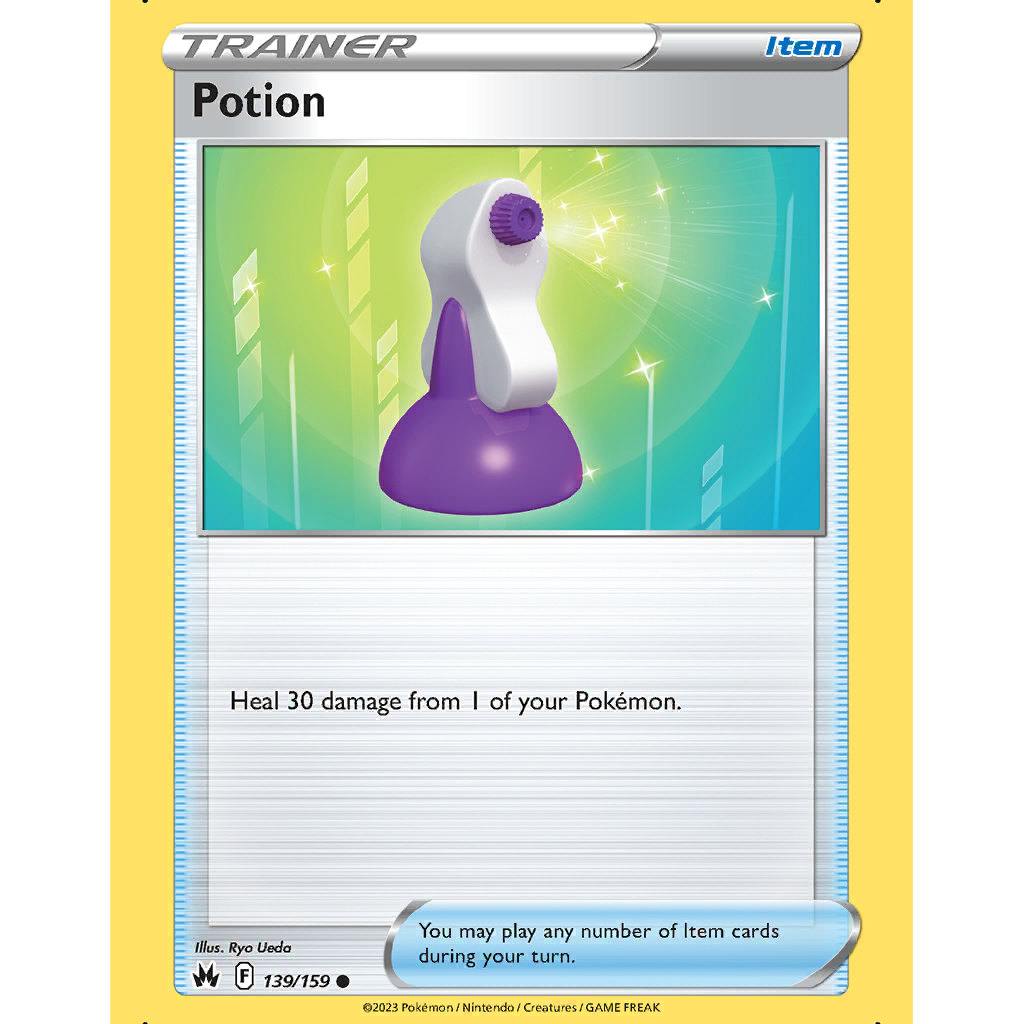 TRAINER
Item
Potion
Heal 30 damage from 1 of your Pokémon.
You may play any number of Item cards
during your turn.
Illus. Ryo Ueda
F 139/159
©2023 Pokémon / Nintendo / Creatures / GAME FREAK